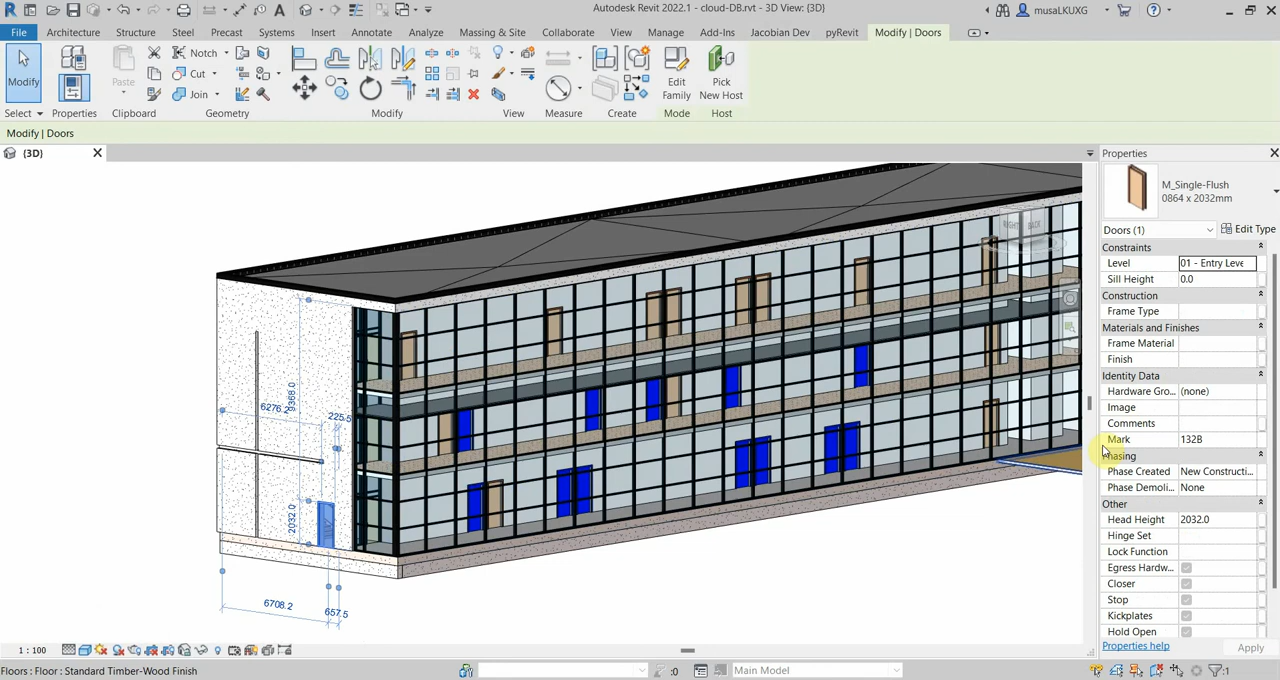 Autodesk Revit 2022.1 - cloud-DB.rvt - 3D View: {3D}
musaLKUXG
File
Architecture
Structure
Steel
Precast
Systems
Insert
Annotate
Analyze
Massing & Site
Collaborate
View
Manage
Add-Ins
Jacobian Dev
pyRevit
Modify | Doors
Modify
Paste
Notch
Cut
Join
Edit
Family
Pick
New Host
Select
Properties
Clipboard
Geometry
Modify
View
Measure
Create
Mode
Host
Modify | Doors
{3D}
Properties
M_Single-Flush
0864 x 2032mm
Doors (1)
Edit Type
Constraints
Level 01 - Entry Leve
Sill Height 0.0
Construction
Frame Type
Materials and Finishes
Frame Material
Finish
Identity Data
Hardware Gro... (none)
Image
Comments
Mark 132B
Phasing
Phase Created New Constructi...
Phase Demoli... None
Other
Head Height 2032.0
Hinge Set
Lock Function
Egress Hardw...
Closer
Stop
Kickplates
Hold Open
Properties help
Apply
RIGHT
BACK
9368.0
6276.2
225.5
2032.0
6708.2
657.5
1 : 100
Floors : Floor : Standard Timber-Wood Finish
:0
Main Model
:1